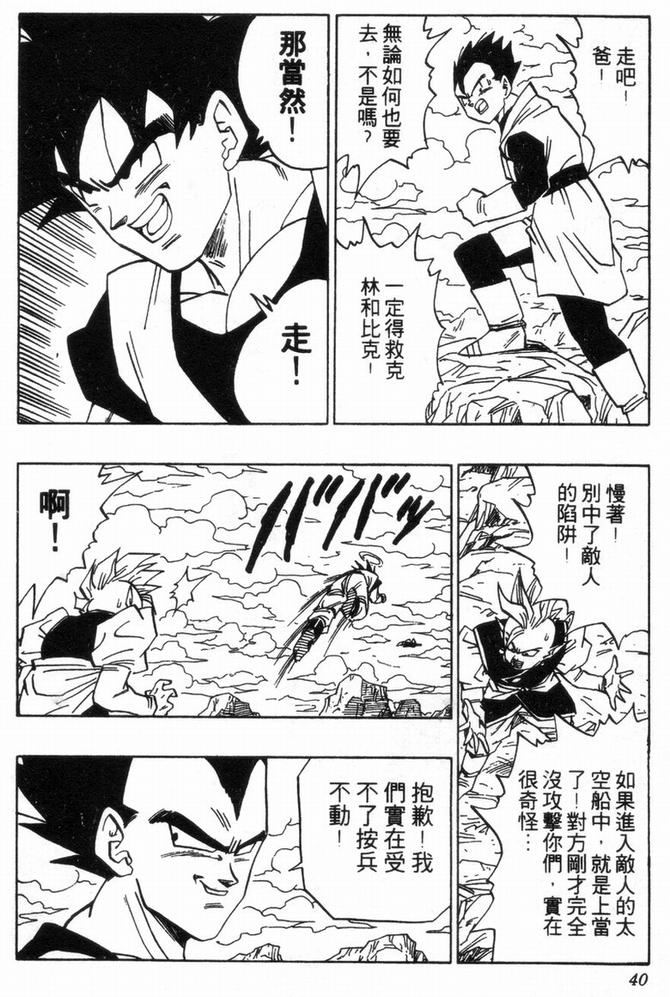 走吧！
爸！
無論如何也要
去，不是嗎？
一定得救克
林和比克！
那當然！
走！
慢著！
別中了敵人
的陷阱！
如果進入敵人的太
空船中，就是上當
了！對方剛才完全
沒攻擊你們，實在
很奇怪…
バババッ
啊！
抱歉！我
們實在受
不了按兵
不動！
40